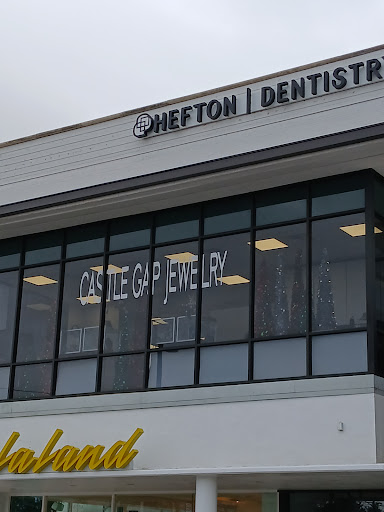 HEFTON | DENTISTRY
CASTLE GAP JEWELRY